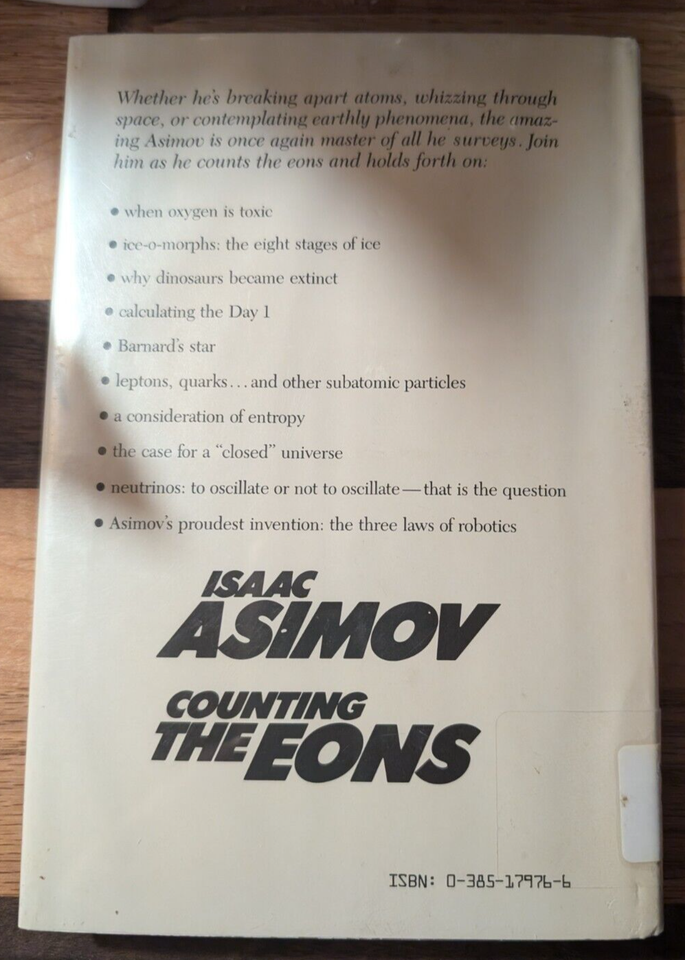 Whether he's breaking apart atoms, whizzing through
space, or contemplating earthly phenomena, the amaz-
ing Asimov is once again master of all he surveys. Join
him as he counts the eons and holds forth on:
• when oxygen is toxic
• ice-o-morphs: the eight stages of ice
• why dinosaurs became extinct
• calculating the Day 1
• Barnard's star
• leptons, quarks...and other subatomic particles
• a consideration of entropy
• the case for a "closed" universe
• neutrinos: to oscillate or not to oscillate—that is the question
• Asimov's proudest invention: the three laws of robotics
ISAAC
ASIMOV
COUNTING
THE EONS
ISBN: 0-385-17976-6